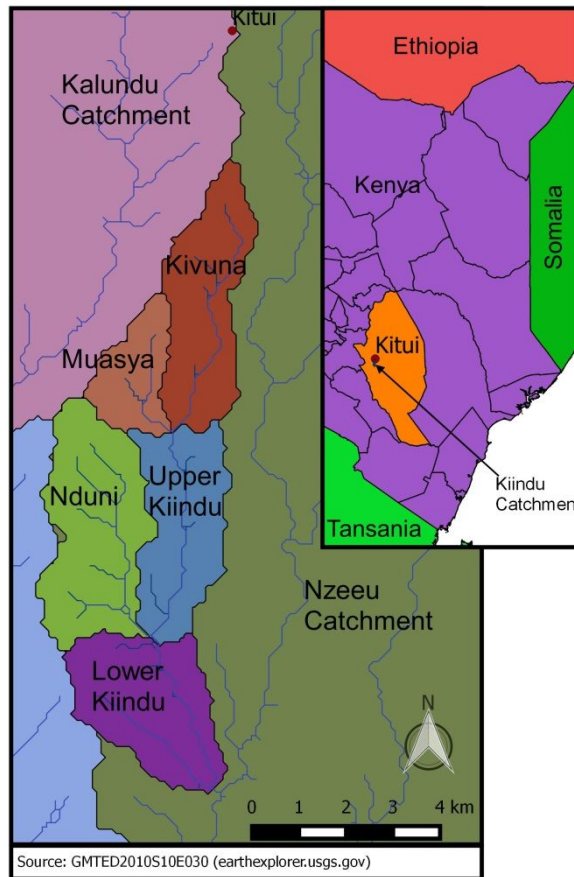 Kitui
Kalundu
Catchment
Kivuna
Muasya
Nduni
Upper
Kiindu
Lower
Kiindu
Nzeeu
Catchment
N
0 1 2 3 4 km
Source: GMTED2010S10E030 (earthexplorer.usgs.gov)
Ethiopia
Kenya
Somalia
Kitui
Kiindu
Catchmen
Tansania